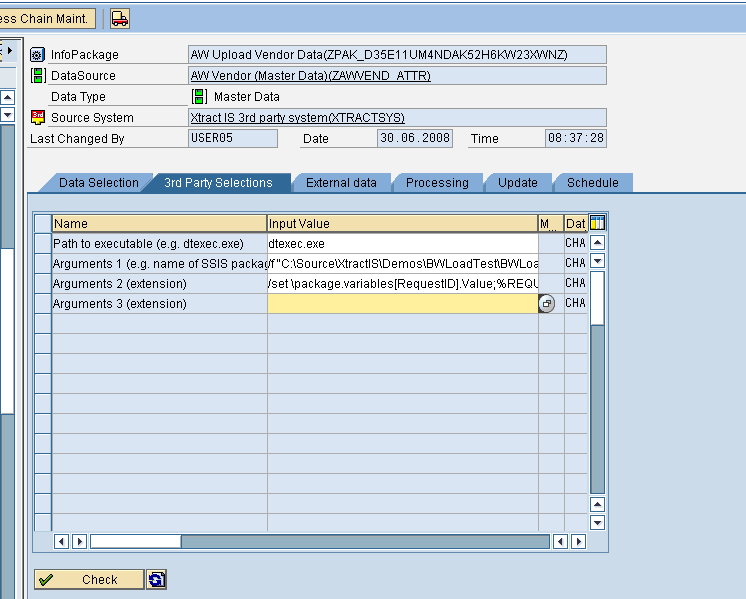 ess Chain Maint.
InfoPackage AW Upload Vendor Data(ZPAK_D35E11UM4NDAK52H6KW23XWNZ)
DataSource AW Vendor (Master Data)(ZAWVEND_ATTR)
Data Type Master Data
Source System Xtract IS 3rd party system(XTRACTSYS)
Last Changed By USER05 Date 30.06.2008 Time 08:37:28
Data Selection 3rd Party Selections External data Processing Update Schedule
Name Input Value M... Dat
Path to executable (e.g. dtexec.exe) dtexec.exe CHA
Arguments 1 (e.g. name of SSIS packag /f "C:\Source\XtractIS\Demos\BWLoadTest\BWLoa CHA
Arguments 2 (extension) /set \package.variables[RequestID].Value;%REQU CHA
Arguments 3 (extension) CHA
Check